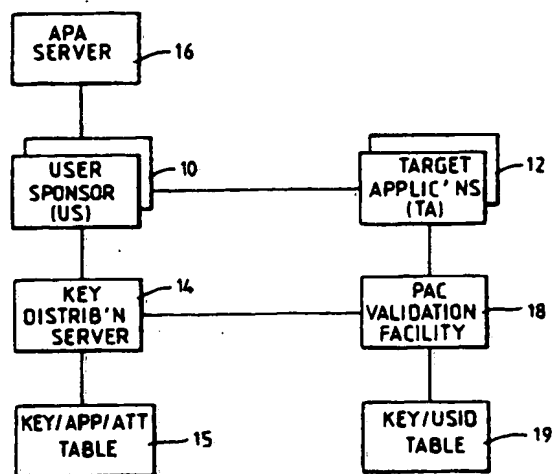 APA
SERVER
16
USER
SPONSOR
(US)
10
TARGET
APPLIC'NS
(TA)
12
KEY
DISTRIB'N
SERVER
14
PAC
VALIDATION
FACILITY
18
KEY/APP/ATT
TABLE
15
KEY/USID
TABLE
19